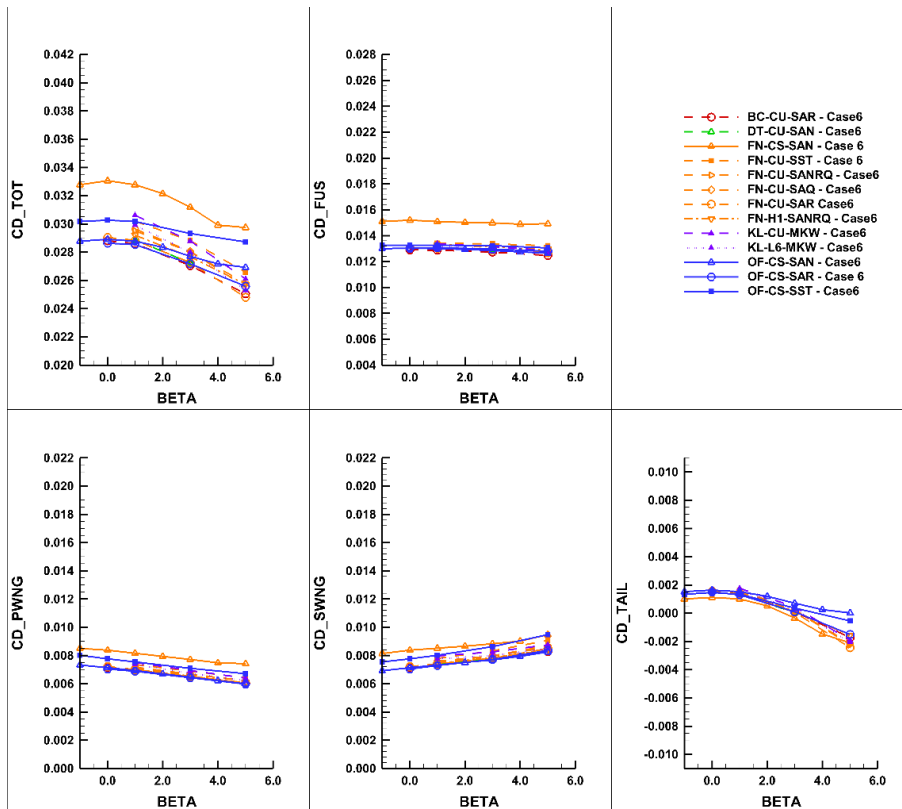 CD_TOT
0.042
0.040
0.038
0.036
0.034
0.032
0.030
0.028
0.026
0.024
0.022
0.020
0.0 2.0 4.0 6.0
BETA
CD_FUS
0.028
0.026
0.024
0.022
0.020
0.018
0.016
0.014
0.012
0.010
0.008
0.006
0.004
0.0 2.0 4.0 6.0
BETA
BC-CU-SAR - Case6
DT-CU-SAN - Case6
FN-CS-SAN - Case 6
FN-CU-SST - Case 6
FN-CU-SANRQ - Case6
FN-CU-SAQ - Case6
FN-CU-SAR Case6
FN-H1-SANRQ - Case6
KL-CU-MKW - Case6
KL-L6-MKW - Case6
OF-CS-SAN - Case6
OF-CS-SAR - Case 6
OF-CS-SST - Case6
CD_PWNG
0.022
0.020
0.018
0.016
0.014
0.012
0.010
0.008
0.006
0.004
0.002
0.000
0.0 2.0 4.0 6.0
BETA
CD_SWNG
0.022
0.020
0.018
0.016
0.014
0.012
0.010
0.008
0.006
0.004
0.002
0.000
0.0 2.0 4.0 6.0
BETA
CD_TAIL
0.010
0.008
0.006
0.004
0.002
0.000
-0.002
-0.004
-0.006
-0.008
-0.010
0.0 2.0 4.0 6.0
BETA